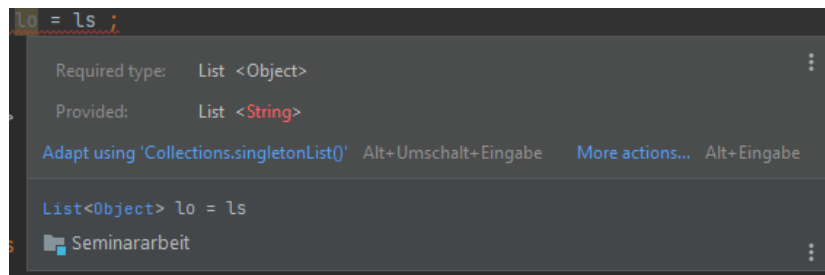 lo = ls ;
Required type: List <Object>
Provided: List <String>
Adapt using 'Collections.singletonList()' Alt+Umschalt+Eingabe More actions... Alt+Eingabe
List<Object> lo = ls
Seminararbeit